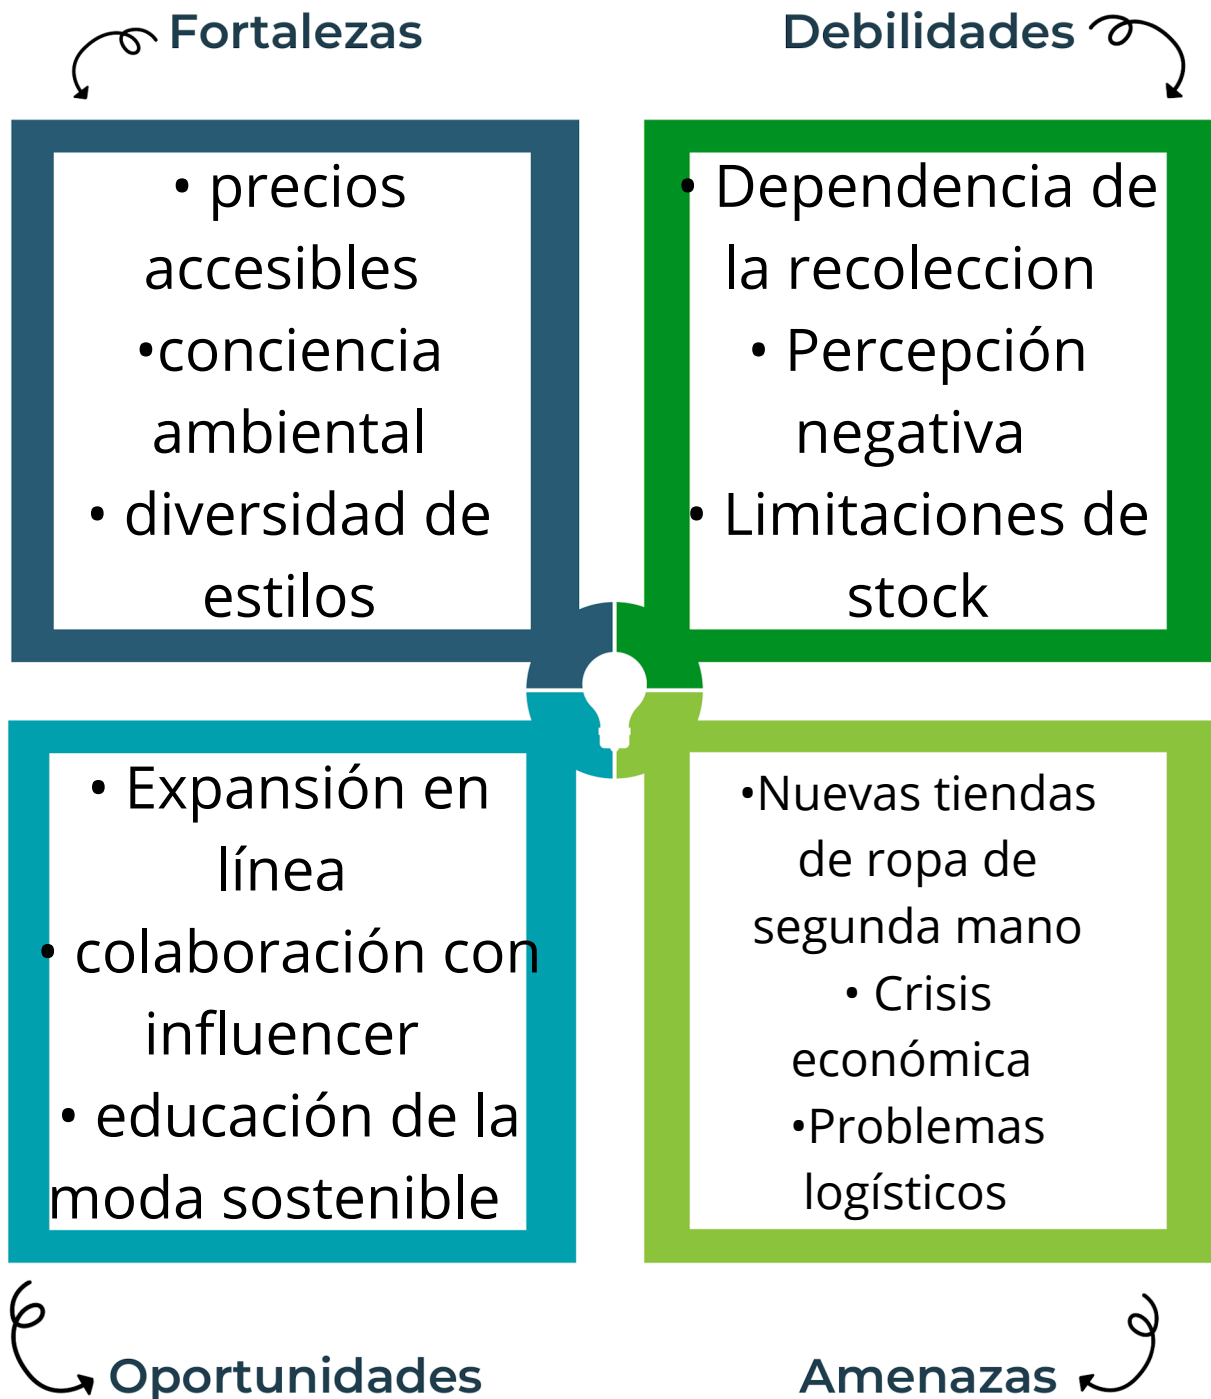 Fortalezas
• precios
accesibles
•conciencia
ambiental
• diversidad de
estilos
Debilidades
• Dependencia de
la recoleccion
• Percepción
negativa
• Limitaciones de
stock
• Expansión en
línea
• colaboración con
influencer
• educación de la
moda sostenible
Oportunidades
•Nuevas tiendas
de ropa de
segunda mano
• Crisis
económica
•Problemas
logísticos
Amenazas